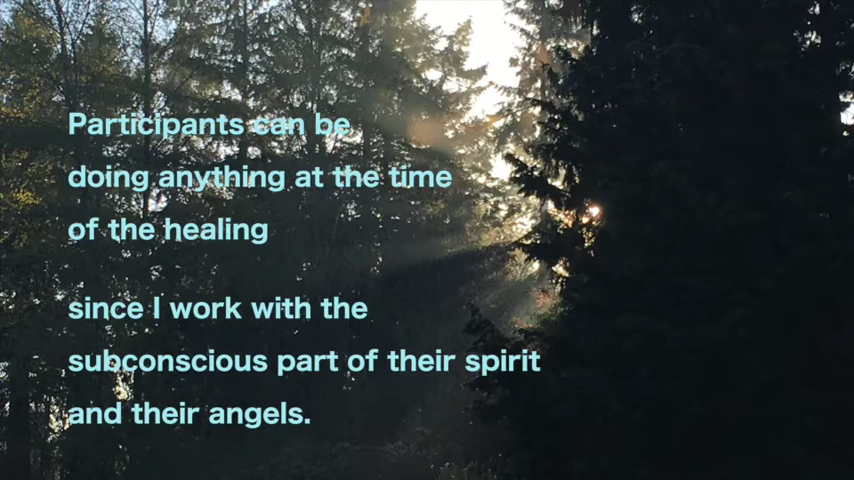 Participants can be
doing anything at the time
of the healing
since I work with the
subconscious part of their spirit
and their angels.